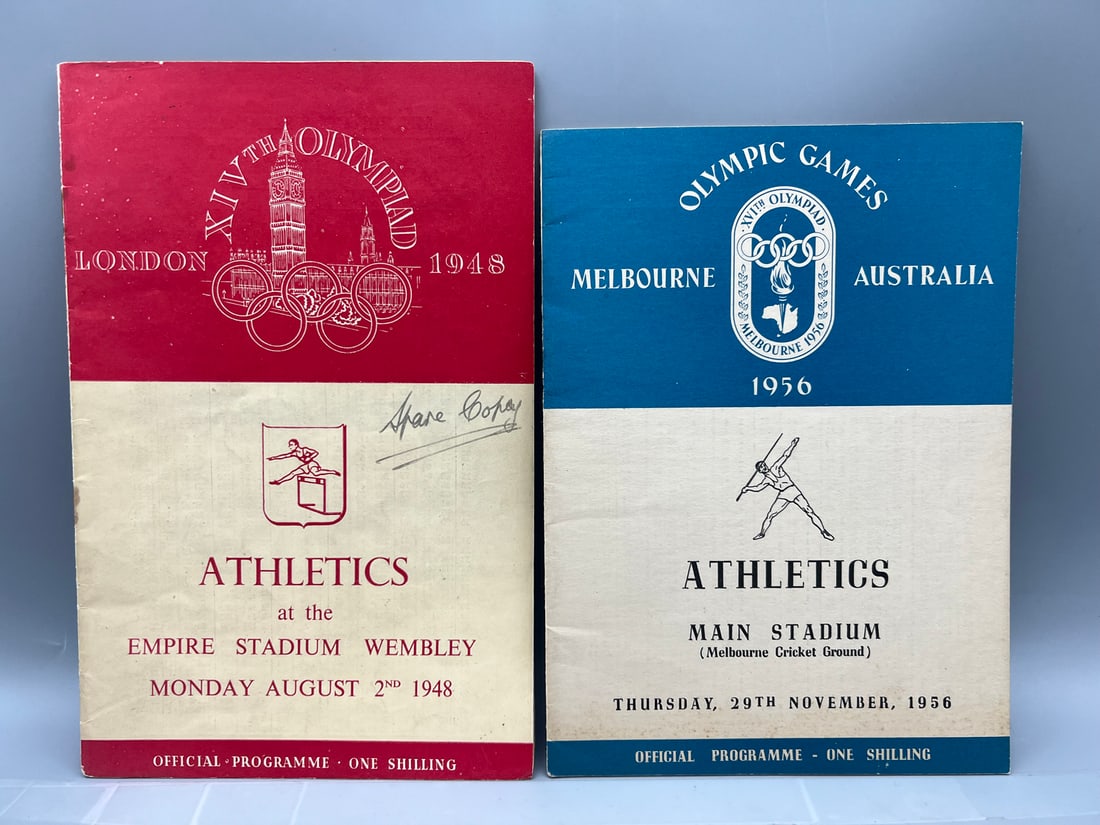 XIVTH OLYMPIAD
LONDON 1948
Spare Copy
ATHLETICS
at the
EMPIRE STADIUM WEMBLEY
MONDAY AUGUST 2ND 1948
OFFICIAL · PROGRAMME · ONE SHILLING
OLYMPIC GAMES
XVITH OLYMPIAD
MELBOURNE AUSTRALIA
MELBOURNE 1956
1956
ATHLETICS
MAIN STADIUM
(Melbourne Cricket Ground)
THURSDAY, 29TH NOVEMBER, 1956
OFFICIAL PROGRAMME - ONE SHILLING